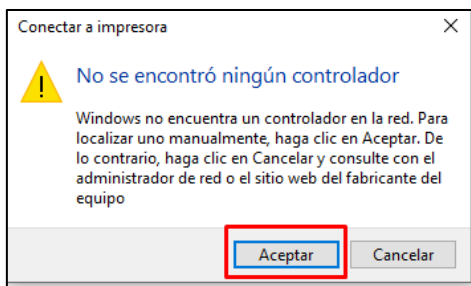 Conectar a impresora
No se encontró ningún controlador
Windows no encuentra un controlador en la red. Para
localizar uno manualmente, haga clic en Aceptar. De
lo contrario, haga clic en Cancelar y consulte con el
administrador de red o el sitio web del fabricante del
equipo
Aceptar
Cancelar